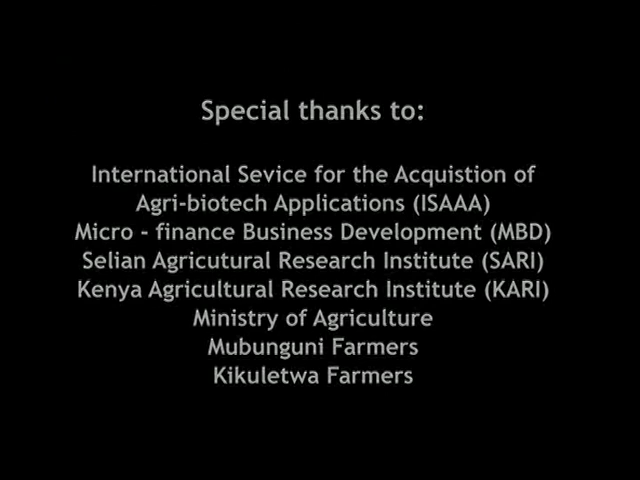 Special thanks to:
International Sevice for the Acquistion of
Agri-biotech Applications (ISAAA)
Micro - finance Business Development (MBD)
Selian Agricutural Research Institute (SARI)
Kenya Agricultural Research Institute (KARI)
Ministry of Agriculture
Mubunguni Farmers
Kikuletwa Farmers